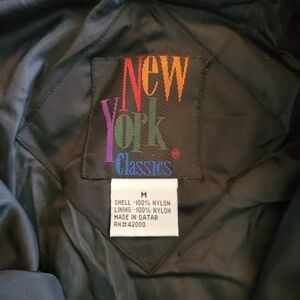 New
York
Classics®
M
SHELL -100% NYLON
LINING -100% NYLON
MADE IN QATAR
RN#42000